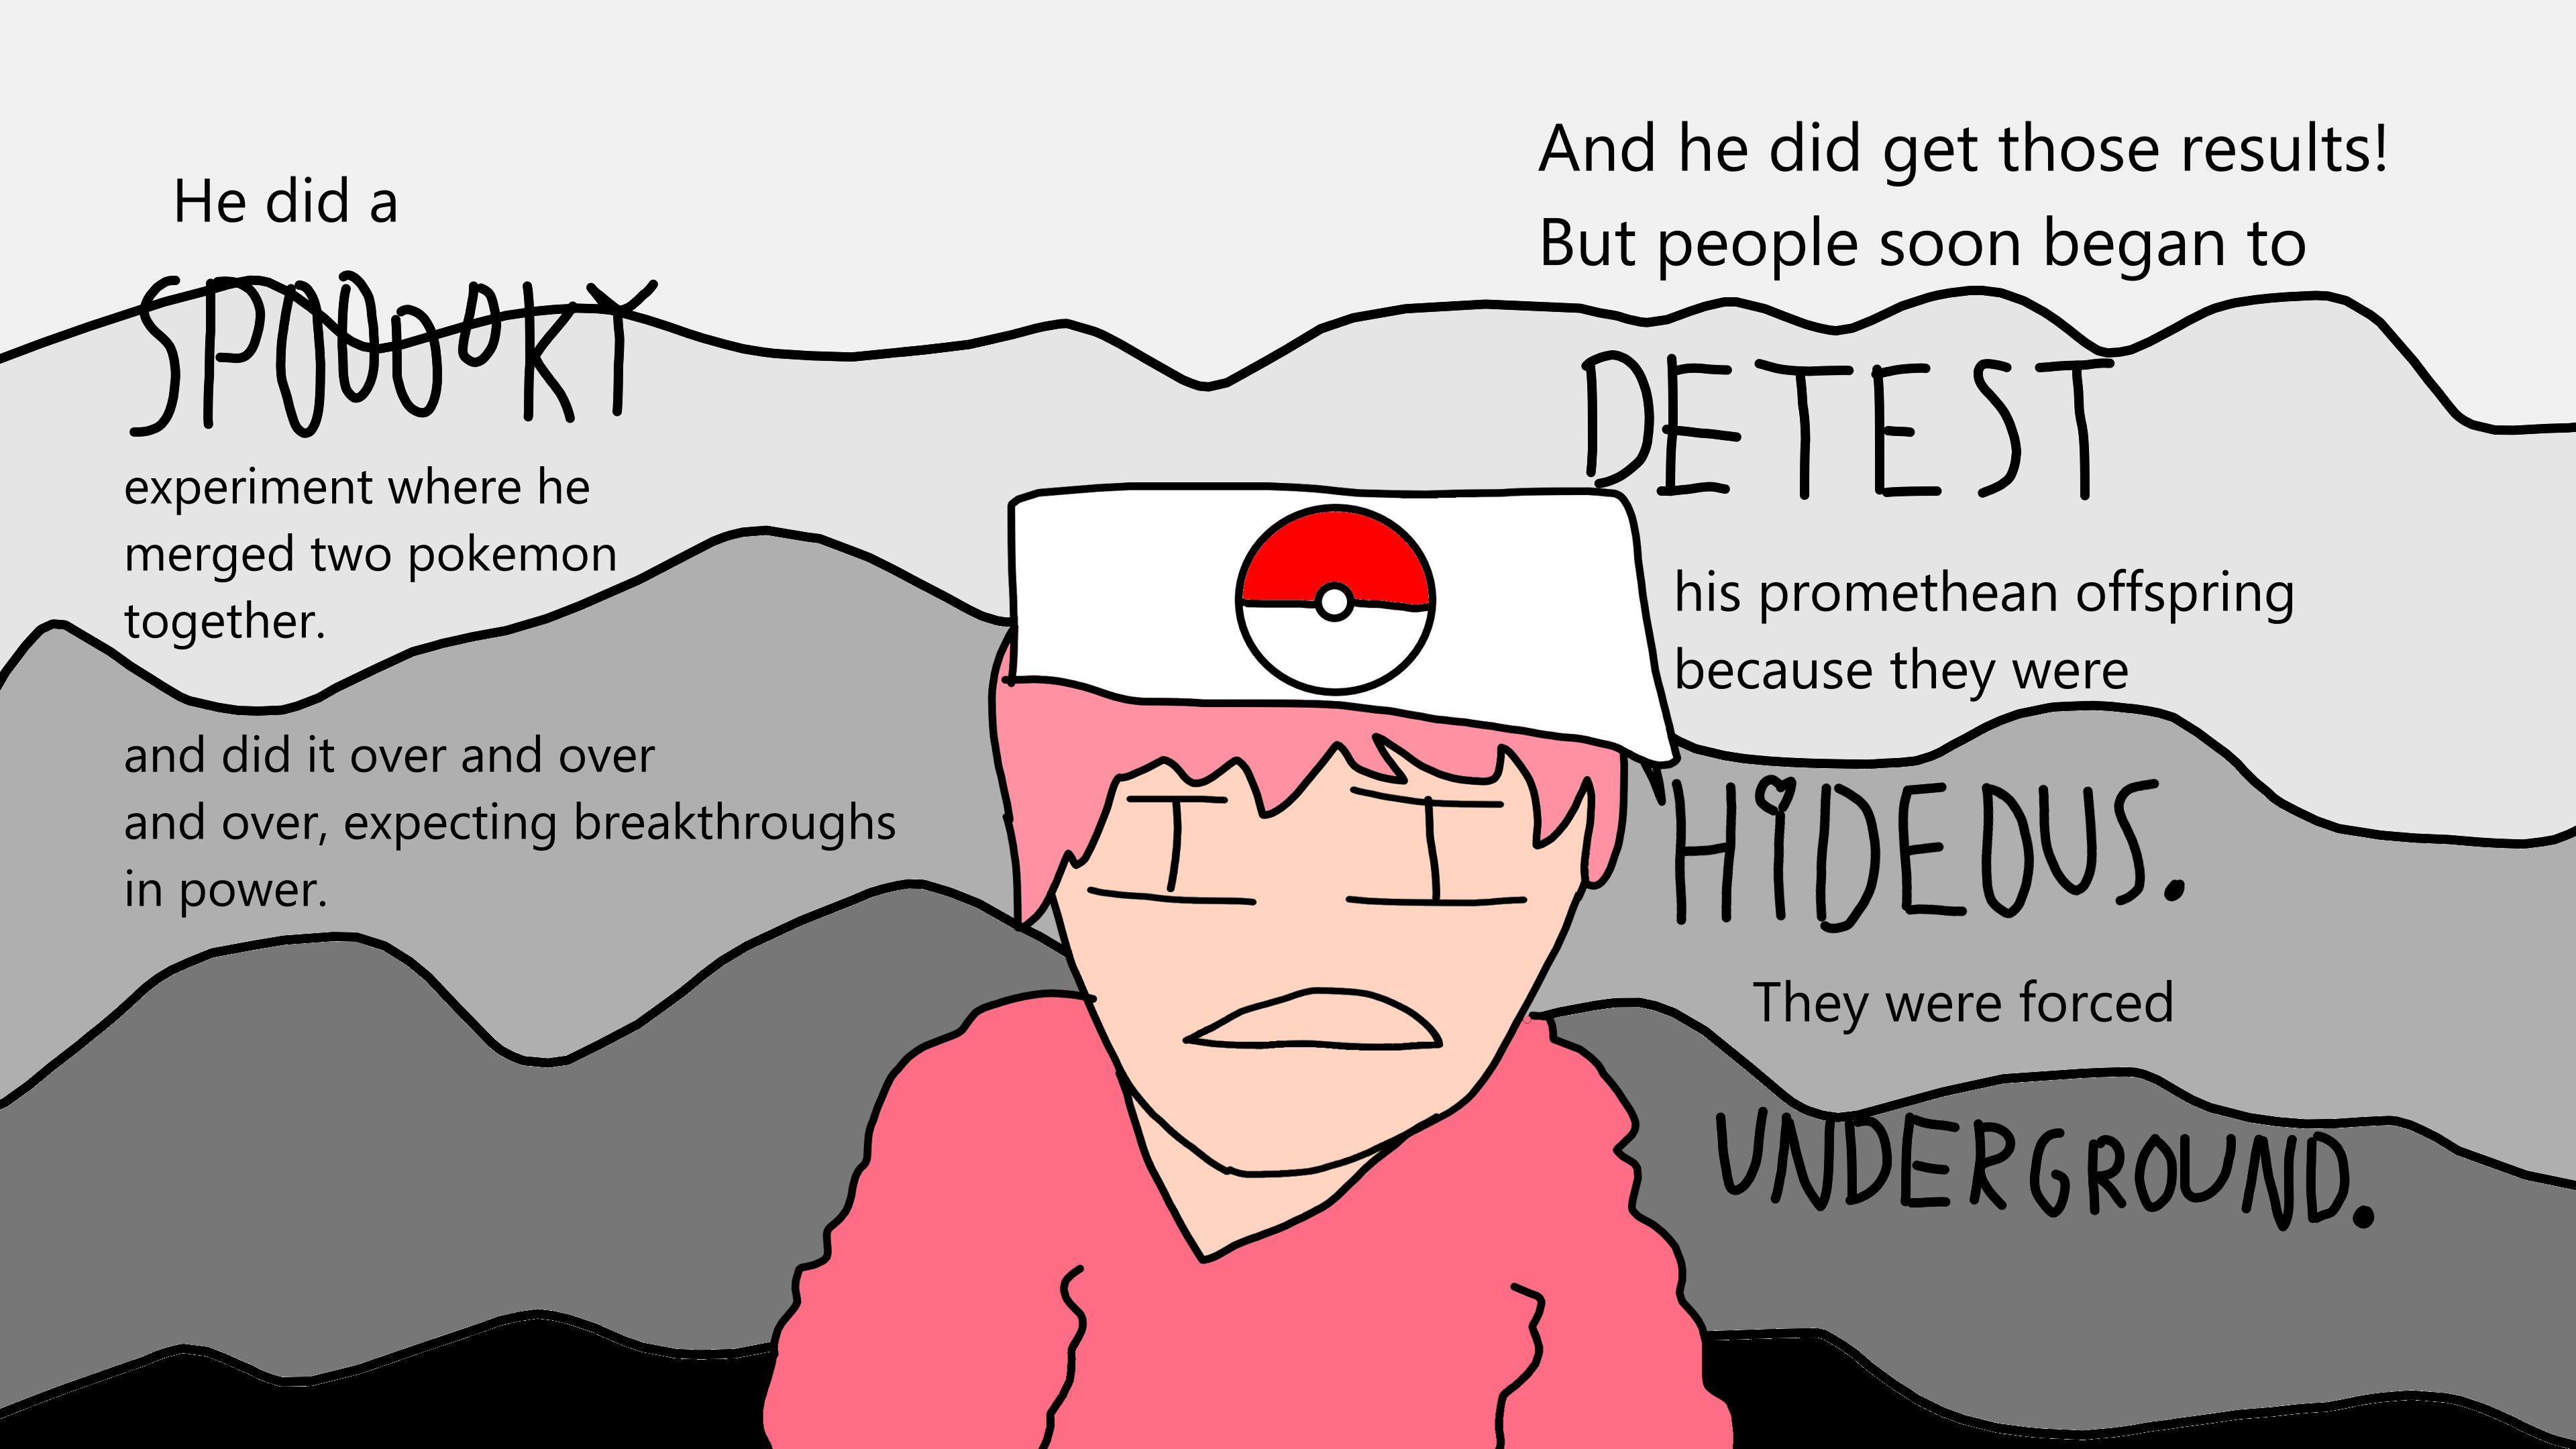 He did a
SPOOOOKY
experiment where he
merged two pokemon
together.
and did it over and over
and over, expecting breakthroughs
in power.
And he did get those results!
But people soon began to
DETEST
his promethean offspring
because they were
HiDEOUS.
They were forced
UNDERGROUND.